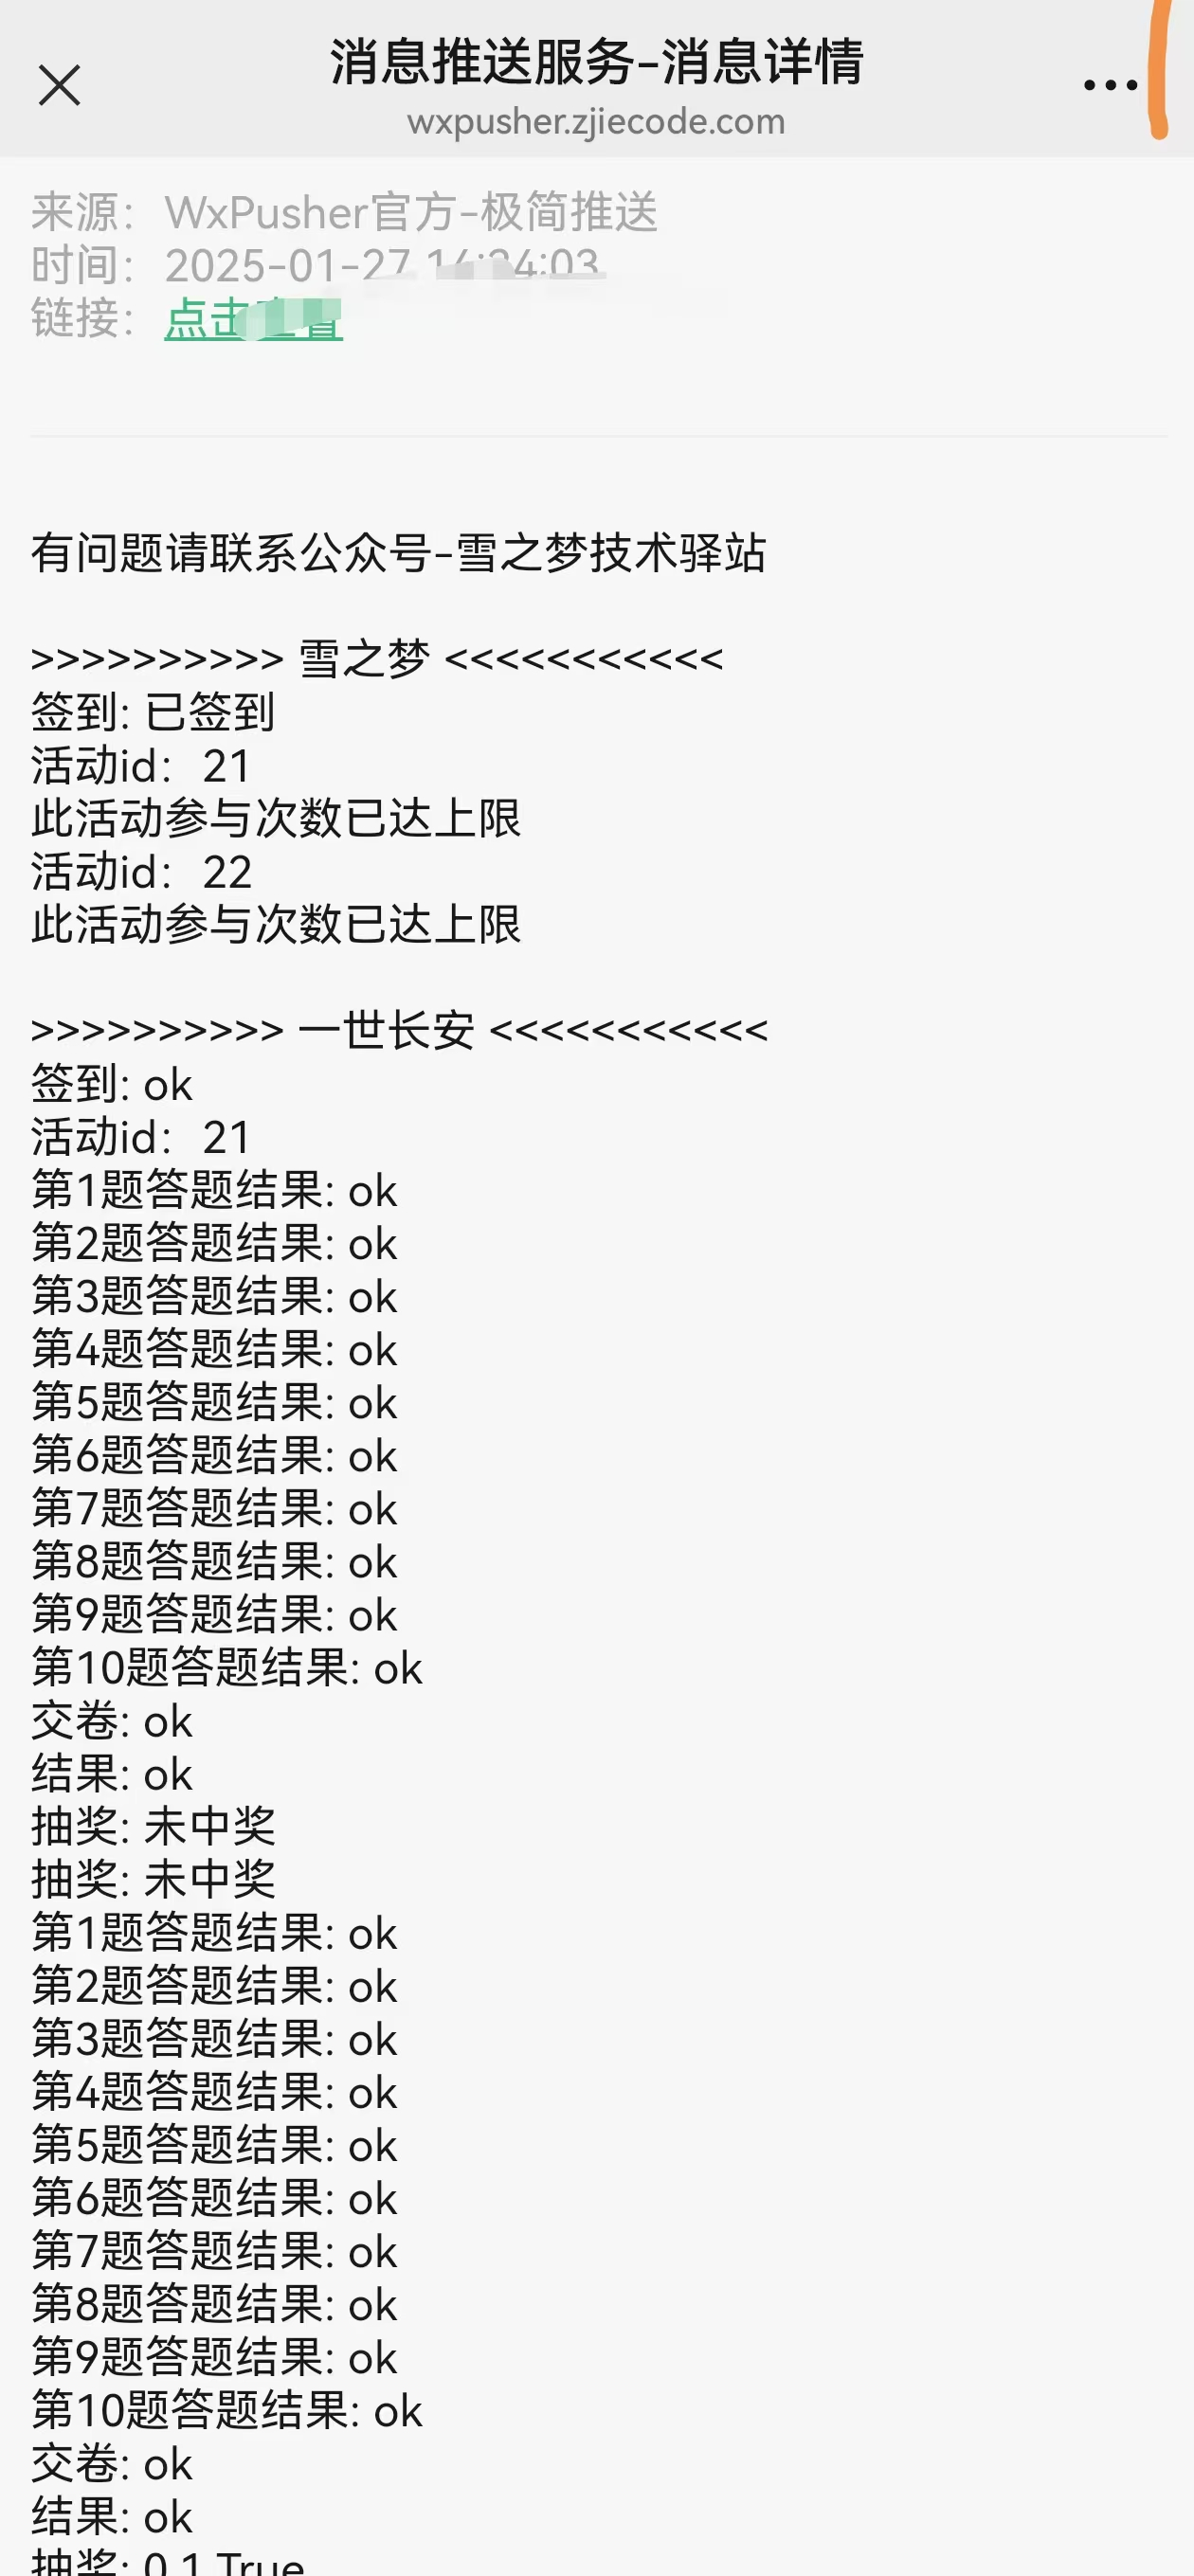 消息推送服务-消息详情
wxpusher.zjiecode.com
来源：WxPusher官方-极简推送
时间：2025-01-27
链接：点击查看
有问题请联系公众号-雪之梦技术驿站
>>>>>>>>>> 雪之梦 <<<<<<<<<<<
签到: 已签到
活动id：21
此活动参与次数已达上限
活动id：22
此活动参与次数已达上限
>>>>>>>>>> 一世长安 <<<<<<<<<<<
签到: ok
活动id：21
第1题答题结果: ok
第2题答题结果: ok
第3题答题结果: ok
第4题答题结果: ok
第5题答题结果: ok
第6题答题结果: ok
第7题答题结果: ok
第8题答题结果: ok
第9题答题结果: ok
第10题答题结果: ok
交卷: ok
结果: ok
抽奖: 未中奖
抽奖: 未中奖
第1题答题结果: ok
第2题答题结果: ok
第3题答题结果: ok
第4题答题结果: ok
第5题答题结果: ok
第6题答题结果: ok
第7题答题结果: ok
第8题答题结果: ok
第9题答题结果: ok
第10题答题结果: ok
交卷: ok
结果: ok
抽奖: 0.1 True